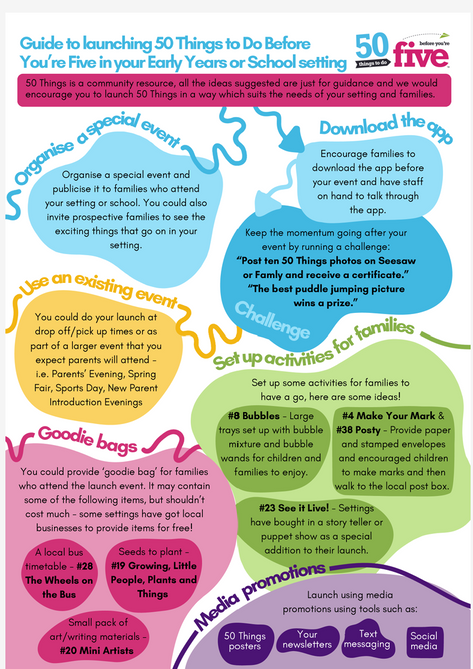 Guide to launching 50 Things to Do Before
You're Five in your Early Years or School setting
50
things to do
before you're
five
50 Things is a community resource, all the ideas suggested are just for guidance and we would
encourage you to launch 50 Things in a way which suits the needs of your setting and families.
Organise a special event
Organise a special event and
publicise it to families who attend
your setting or school. You could also
invite prospective families to see the
exciting things that go on in your
setting.
Download the app
Encourage families to
download the app before
your event and have staff
on hand to talk through
the app.
Keep the momentum going after your
event by running a challenge:
"Post ten 50 Things photos on Seesaw
or Famly and receive a certificate."
"The best puddle jumping picture
wins a prize."
Challenge
Use an existing event
You could do your launch at
drop off/pick up times or as
part of a larger event that you
expect parents will attend -
i.e. Parents' Evening, Spring
Fair, Sports Day, New Parent
Introduction Evenings
Set up activities for families
Set up some activities for families to
have a go, here are some ideas!
#8 Bubbles - Large
trays set up with bubble
mixture and bubble
wands for children and
families to enjoy.
#4 Make Your Mark &
#38 Posty - Provide paper
and stamped envelopes
and encouraged children
to make marks and then
walk to the local post box.
#23 See it Live! - Settings
have bought in a story teller or
puppet show as a special
addition to their launch.
Goodie bags
You could provide 'goodie bag' for families
who attend the launch event. It may contain
some of the following items, but shouldn't
cost much - some settings have got local
businesses to provide items for free!
A local bus
timetable - #28
The Wheels on
the Bus
Seeds to plant -
#19 Growing, Little
People, Plants and
Things
Small pack of
art/writing materials -
#20 Mini Artists
Media promotions
Launch using media
promotions using tools such as:
50 Things
posters
Your
newsletters
Text
messaging
Social
media